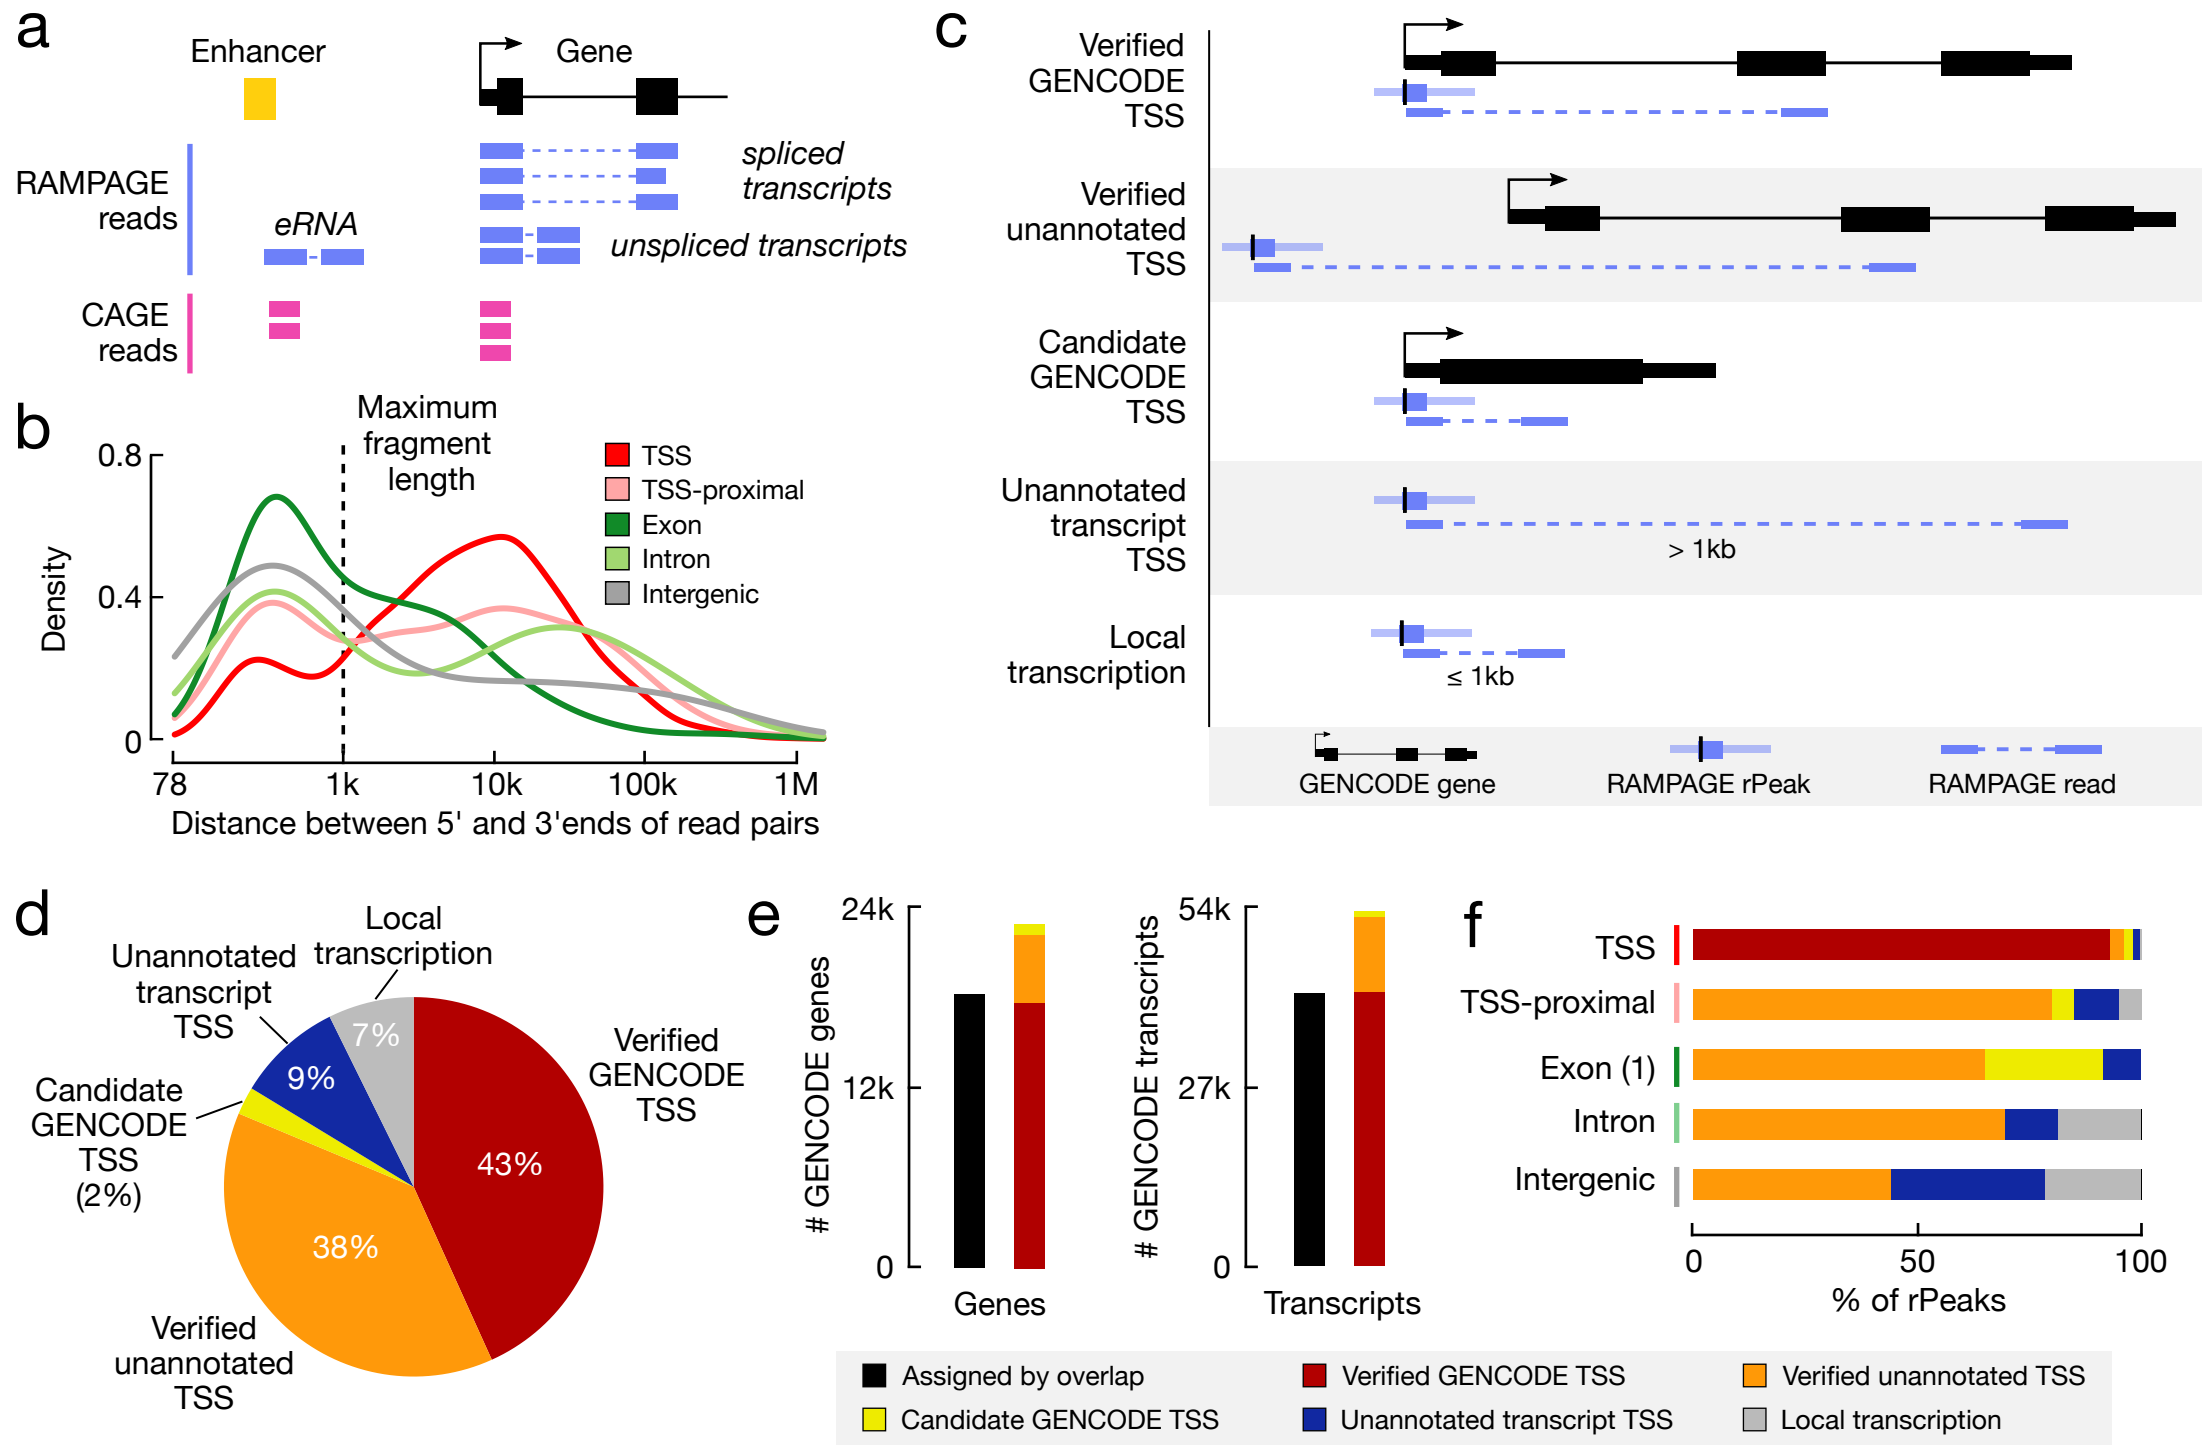 a
Enhancer
Gene
RAMPAGE
reads
eRNA
spliced
transcripts
unspliced transcripts
CAGE
reads
b
Maximum
fragment
length
0.8
0.4
0
Density
TSS
TSS-proximal
Exon
Intron
Intergenic
78
1k
10k
100k
1M
Distance between 5' and 3'ends of read pairs
c
Verified
GENCODE
TSS
Verified
unannotated
TSS
Candidate
GENCODE
TSS
Unannotated
transcript
TSS
> 1kb
Local
transcription
≤ 1kb
GENCODE gene
RAMPAGE rPeak
RAMPAGE read
d
Local
transcription
Unannotated
transcript
TSS
Candidate
GENCODE
TSS
(2%)
Verified
GENCODE
TSS
Verified
unannotated
TSS
7%
9%
43%
38%
e
# GENCODE genes
24k
12k
0
Genes
# GENCODE transcripts
54k
27k
0
Transcripts
f
TSS
TSS-proximal
Exon (1)
Intron
Intergenic
0
50
100
% of rPeaks
Assigned by overlap
Verified GENCODE TSS
Verified unannotated TSS
Candidate GENCODE TSS
Unannotated transcript TSS
Local transcription